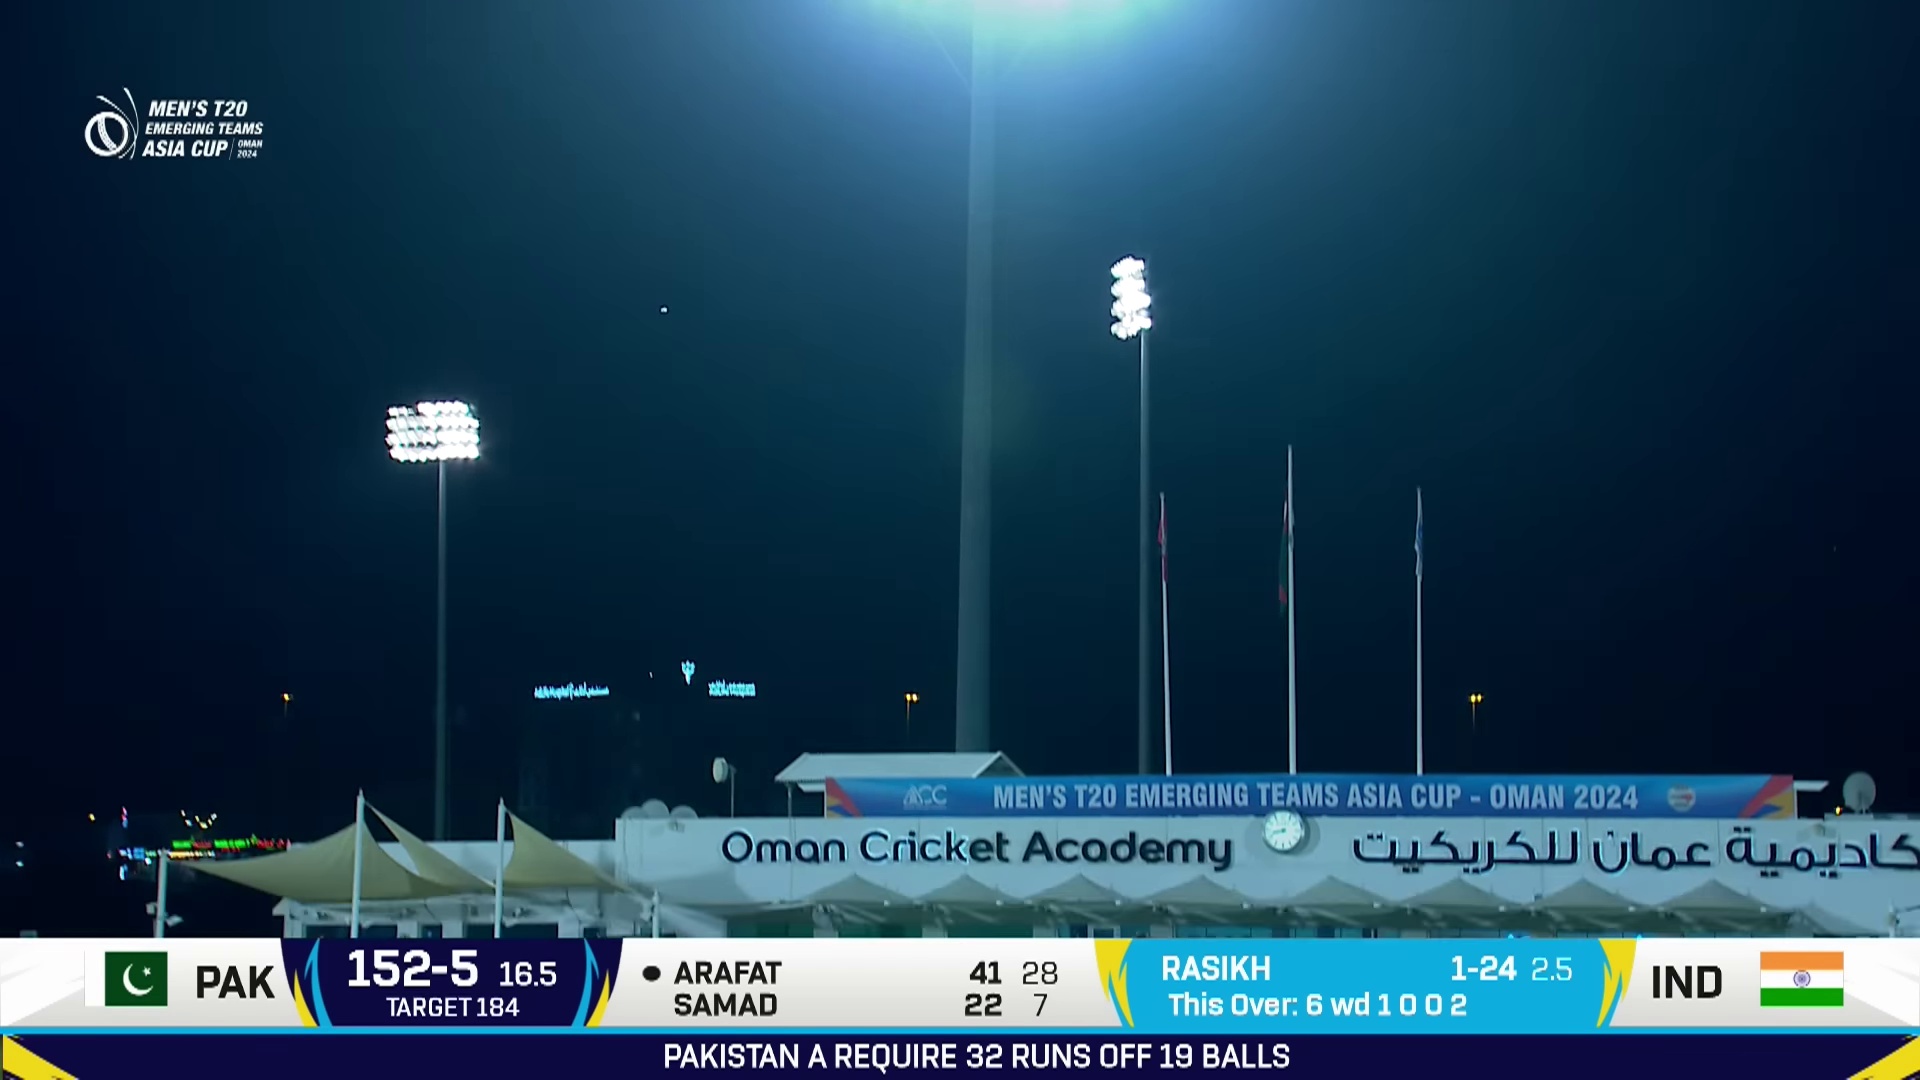 MEN'S T20
EMERGING TEAMS
ASIA CUP OMAN 2024
ACC MEN'S T20 EMERGING TEAMS ASIA CUP - OMAN 2024
Oman Cricket Academy
كاديمية عمان للكريكيت
PAK 152-5 16.5
TARGET 184
ARAFAT 41 28
SAMAD 22 7
RASIKH 1-24 2.5
This Over: 6 wd 1 0 0 2
IND
PAKISTAN A REQUIRE 32 RUNS OFF 19 BALLS